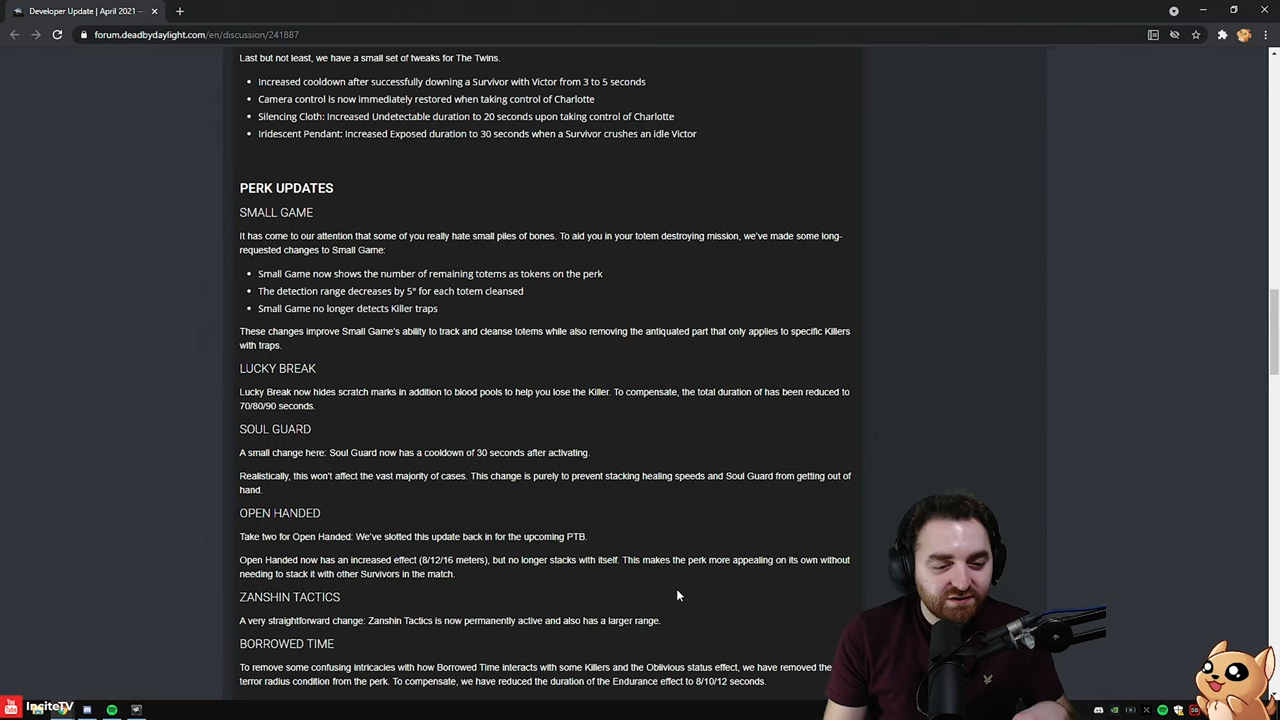 Developer Update | April 2021 —
forum.deadbydaylight.com/en/discussion/241887
Last but not least, we have a small set of tweaks for The Twins.
• Increased cooldown after successfully downing a Survivor with Victor from 3 to 5 seconds
• Camera control is now immediately restored when taking control of Charlotte
• Silencing Cloth: Increased Undetectable duration to 20 seconds upon taking control of Charlotte
• Iridescent Pendant: Increased Exposed duration to 30 seconds when a Survivor crushes an idle Victor
PERK UPDATES
SMALL GAME
It has come to our attention that some of you really hate small piles of bones. To aid you in your totem destroying mission, we've made some long-
requested changes to Small Game:
• Small Game now shows the number of remaining totems as tokens on the perk
• The detection range decreases by 5° for each totem cleansed
• Small Game no longer detects Killer traps
These changes improve Small Game's ability to track and cleanse totems while also removing the antiquated part that only applies to specific Killers
with traps.
LUCKY BREAK
Lucky Break now hides scratch marks in addition to blood pools to help you lose the Killer. To compensate, the total duration of has been reduced to
70/80/90 seconds.
SOUL GUARD
A small change here: Soul Guard now has a cooldown of 30 seconds after activating.
Realistically, this won't affect the vast majority of cases. This change is purely to prevent stacking healing speeds and Soul Guard from getting out of
hand.
OPEN HANDED
Take two for Open Handed: We've slotted this update back in for the upcoming PTB.
Open Handed now has an increased effect (8/12/16 meters), but no longer stacks with itself. This makes the perk more appealing on its own without
needing to stack it with other Survivors in the match.
ZANSHIN TACTICS
A very straightforward change: Zanshin Tactics is now permanently active and also has a larger range.
BORROWED TIME
To remove some confusing intricacies with how Borrowed Time interacts with some Killers and the Oblivious status effect, we have removed the
terror radius condition from the perk. To compensate, we have reduced the duration of the Endurance effect to 8/10/12 seconds.
You Tube InciteTV